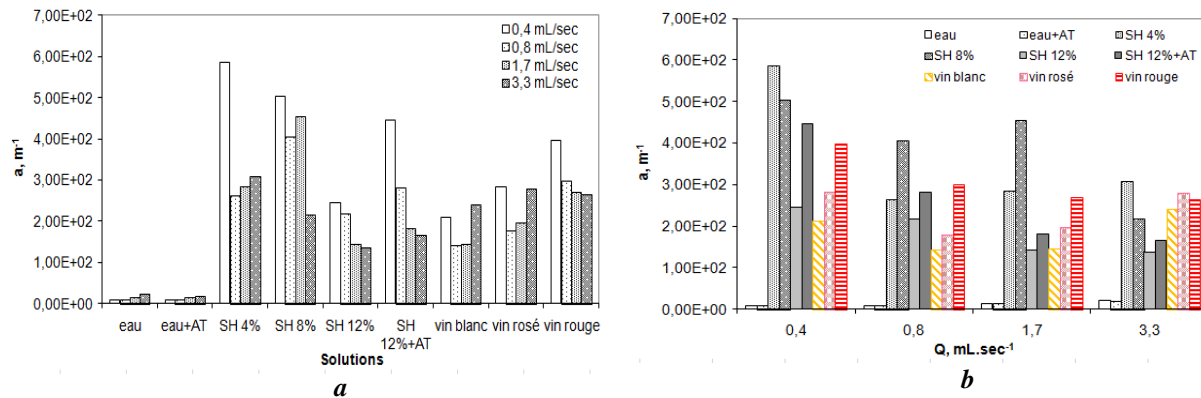 7,00E+02
6,00E+02
5,00E+02
4,00E+02
3,00E+02
2,00E+02
1,00E+02
0,00E+00
a, m-1
0,4 mL/sec
0,8 mL/sec
1,7 mL/sec
3,3 mL/sec
eau
eau+AT
SH 4%
SH 8%
SH 12%
SH
12%+AT
vin blanc
vin rosé
vin rouge
Solutions
a
7,00E+02
6,00E+02
5,00E+02
4,00E+02
3,00E+02
2,00E+02
1,00E+02
0,00E+00
a, m-1
eau
eau+AT
SH 4%
SH 8%
SH 12%
SH 12%+AT
vin blanc
vin rosé
vin rouge
0,4
0,8
1,7
3,3
Q, mL.sec-1
b